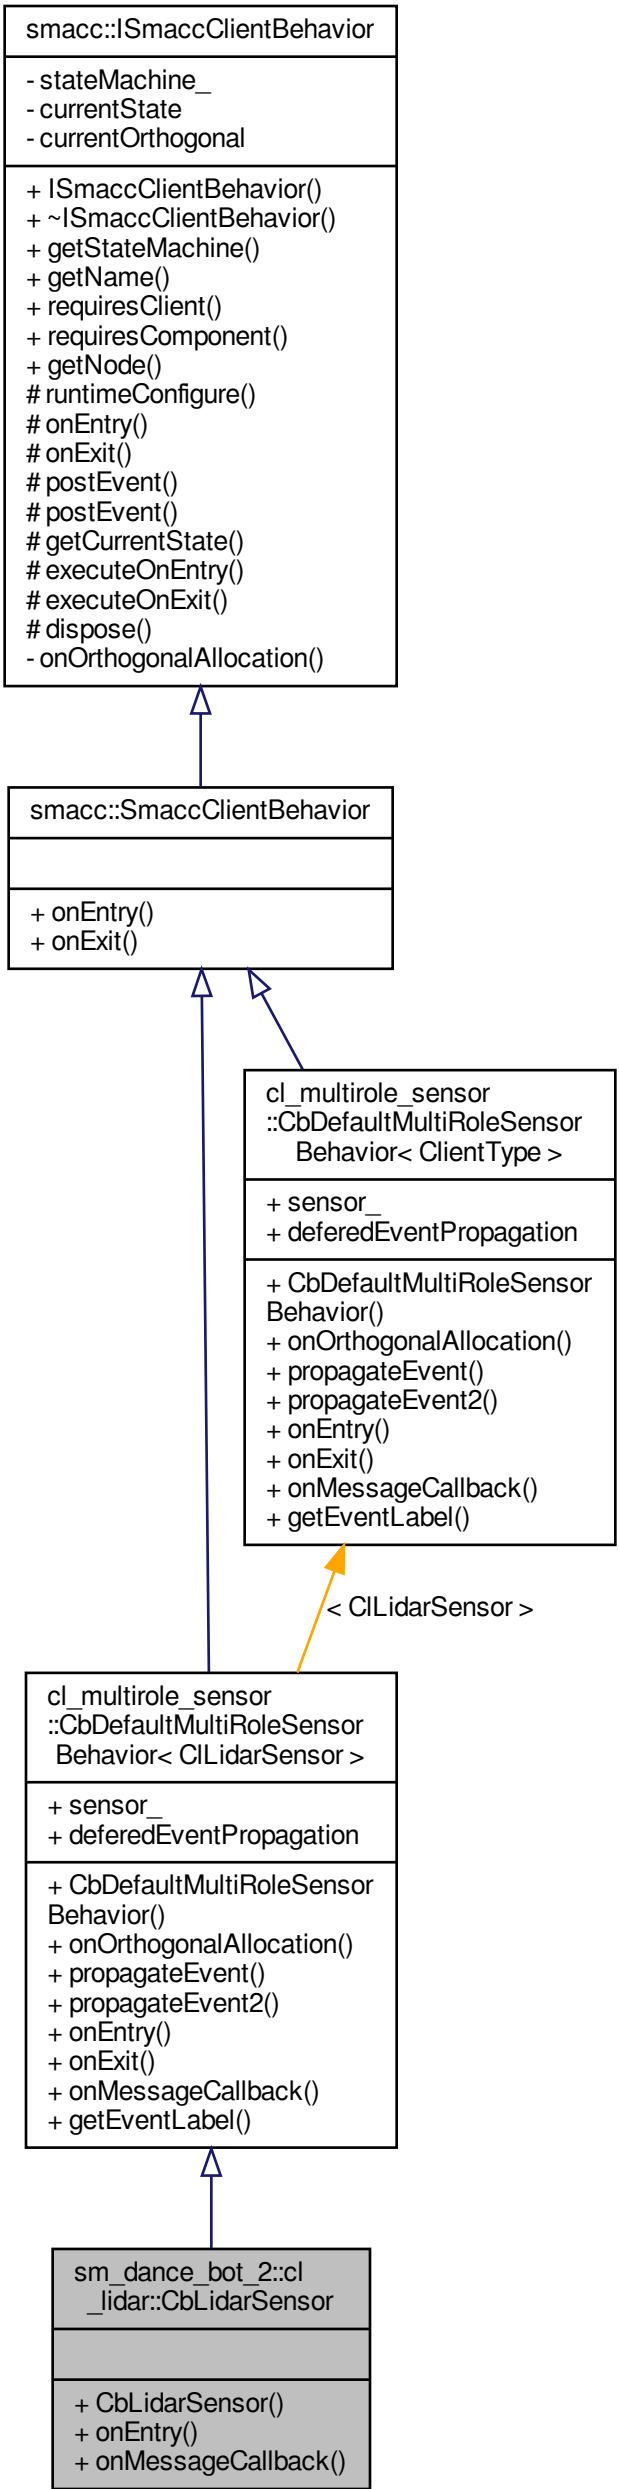 smacc::ISmaccClientBehavior
- stateMachine_
- currentState
- currentOrthogonal
+ ISmaccClientBehavior()
+ ~ISmaccClientBehavior()
+ getStateMachine()
+ getName()
+ requiresClient()
+ requiresComponent()
+ getNode()
# runtimeConfigure()
# onEntry()
# onExit()
# postEvent()
# postEvent()
# getCurrentState()
# executeOnEntry()
# executeOnExit()
# dispose()
- onOrthogonalAllocation()
smacc::SmaccClientBehavior
+ onEntry()
+ onExit()
cl_multirole_sensor
::CbDefaultMultiRoleSensor
Behavior< ClientType >
+ sensor_
+ deferedEventPropagation
+ CbDefaultMultiRoleSensor
Behavior()
+ onOrthogonalAllocation()
+ propagateEvent()
+ propagateEvent2()
+ onEntry()
+ onExit()
+ onMessageCallback()
+ getEventLabel()
< ClLidarSensor >
cl_multirole_sensor
::CbDefaultMultiRoleSensor
Behavior< ClLidarSensor >
+ sensor_
+ deferedEventPropagation
+ CbDefaultMultiRoleSensor
Behavior()
+ onOrthogonalAllocation()
+ propagateEvent()
+ propagateEvent2()
+ onEntry()
+ onExit()
+ onMessageCallback()
+ getEventLabel()
sm_dance_bot_2::cl
_lidar::CbLidarSensor
+ CbLidarSensor()
+ onEntry()
+ onMessageCallback()